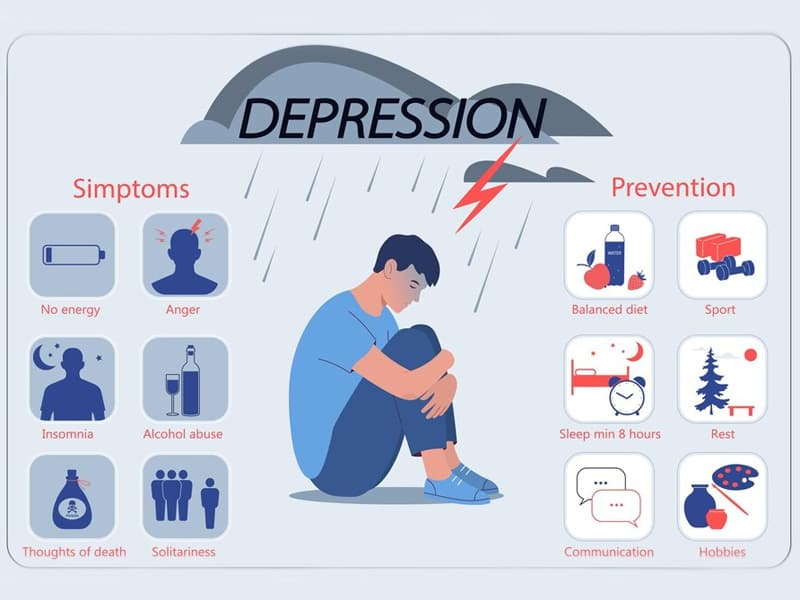 DEPRESSION
Simptoms
No energy
Anger
Insomnia
Alcohol abuse
Thoughts of death
Solitariness
Prevention
WATER
Balanced diet
Sport
Sleep min 8 hours
Rest
Communication
Hobbies